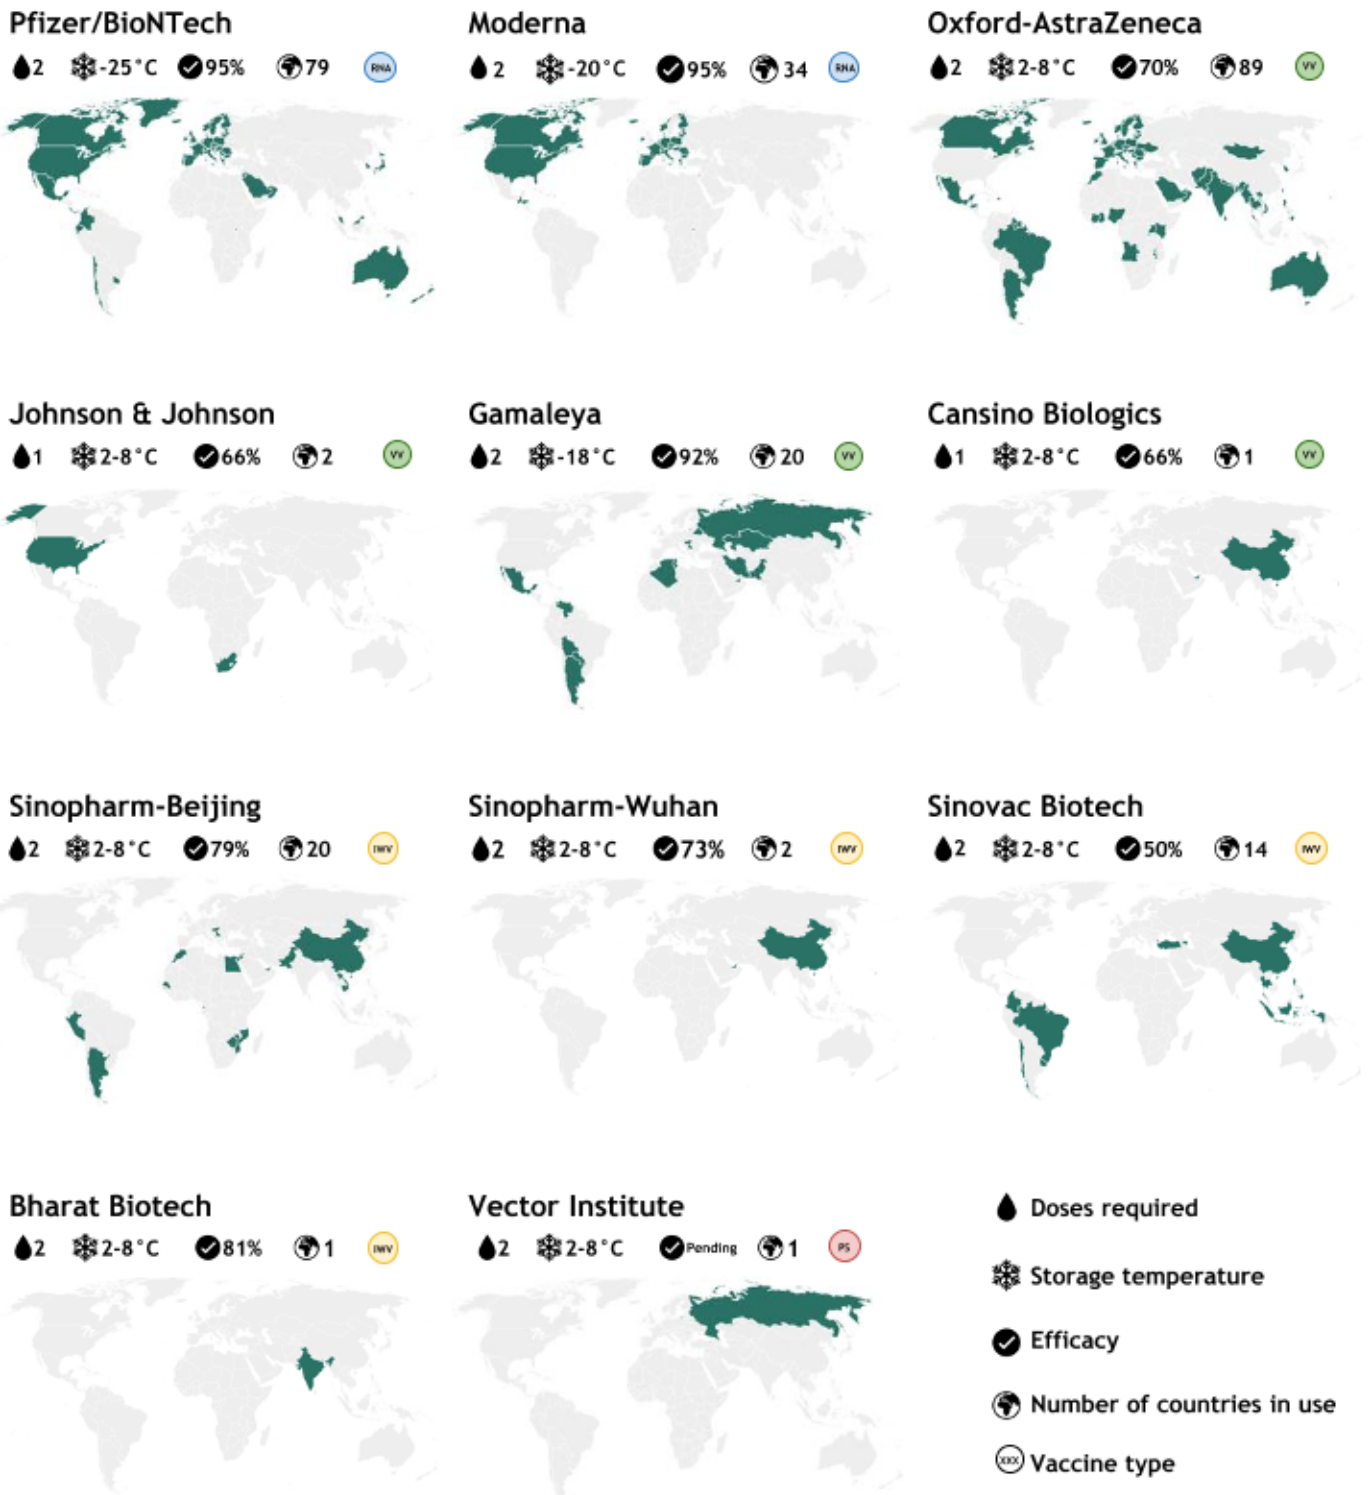 Pfizer/BioNTech
2 -25°C 95% 79 RNA
Moderna
2 -20°C 95% 34 RNA
Oxford-AstraZeneca
2 2-8°C 70% 89 VV
Johnson & Johnson
1 2-8°C 66% 2 VV
Gamaleya
2 -18°C 92% 20 VV
Cansino Biologics
1 2-8°C 66% 1 VV
Sinopharm-Beijing
2 2-8°C 79% 20 IWV
Sinopharm-Wuhan
2 2-8°C 73% 2 IWV
Sinovac Biotech
2 2-8°C 50% 14 IWV
Bharat Biotech
2 2-8°C 81% 1 IWV
Vector Institute
2 2-8°C Pending 1 PS
Doses required
Storage temperature
Efficacy
Number of countries in use
XXX Vaccine type